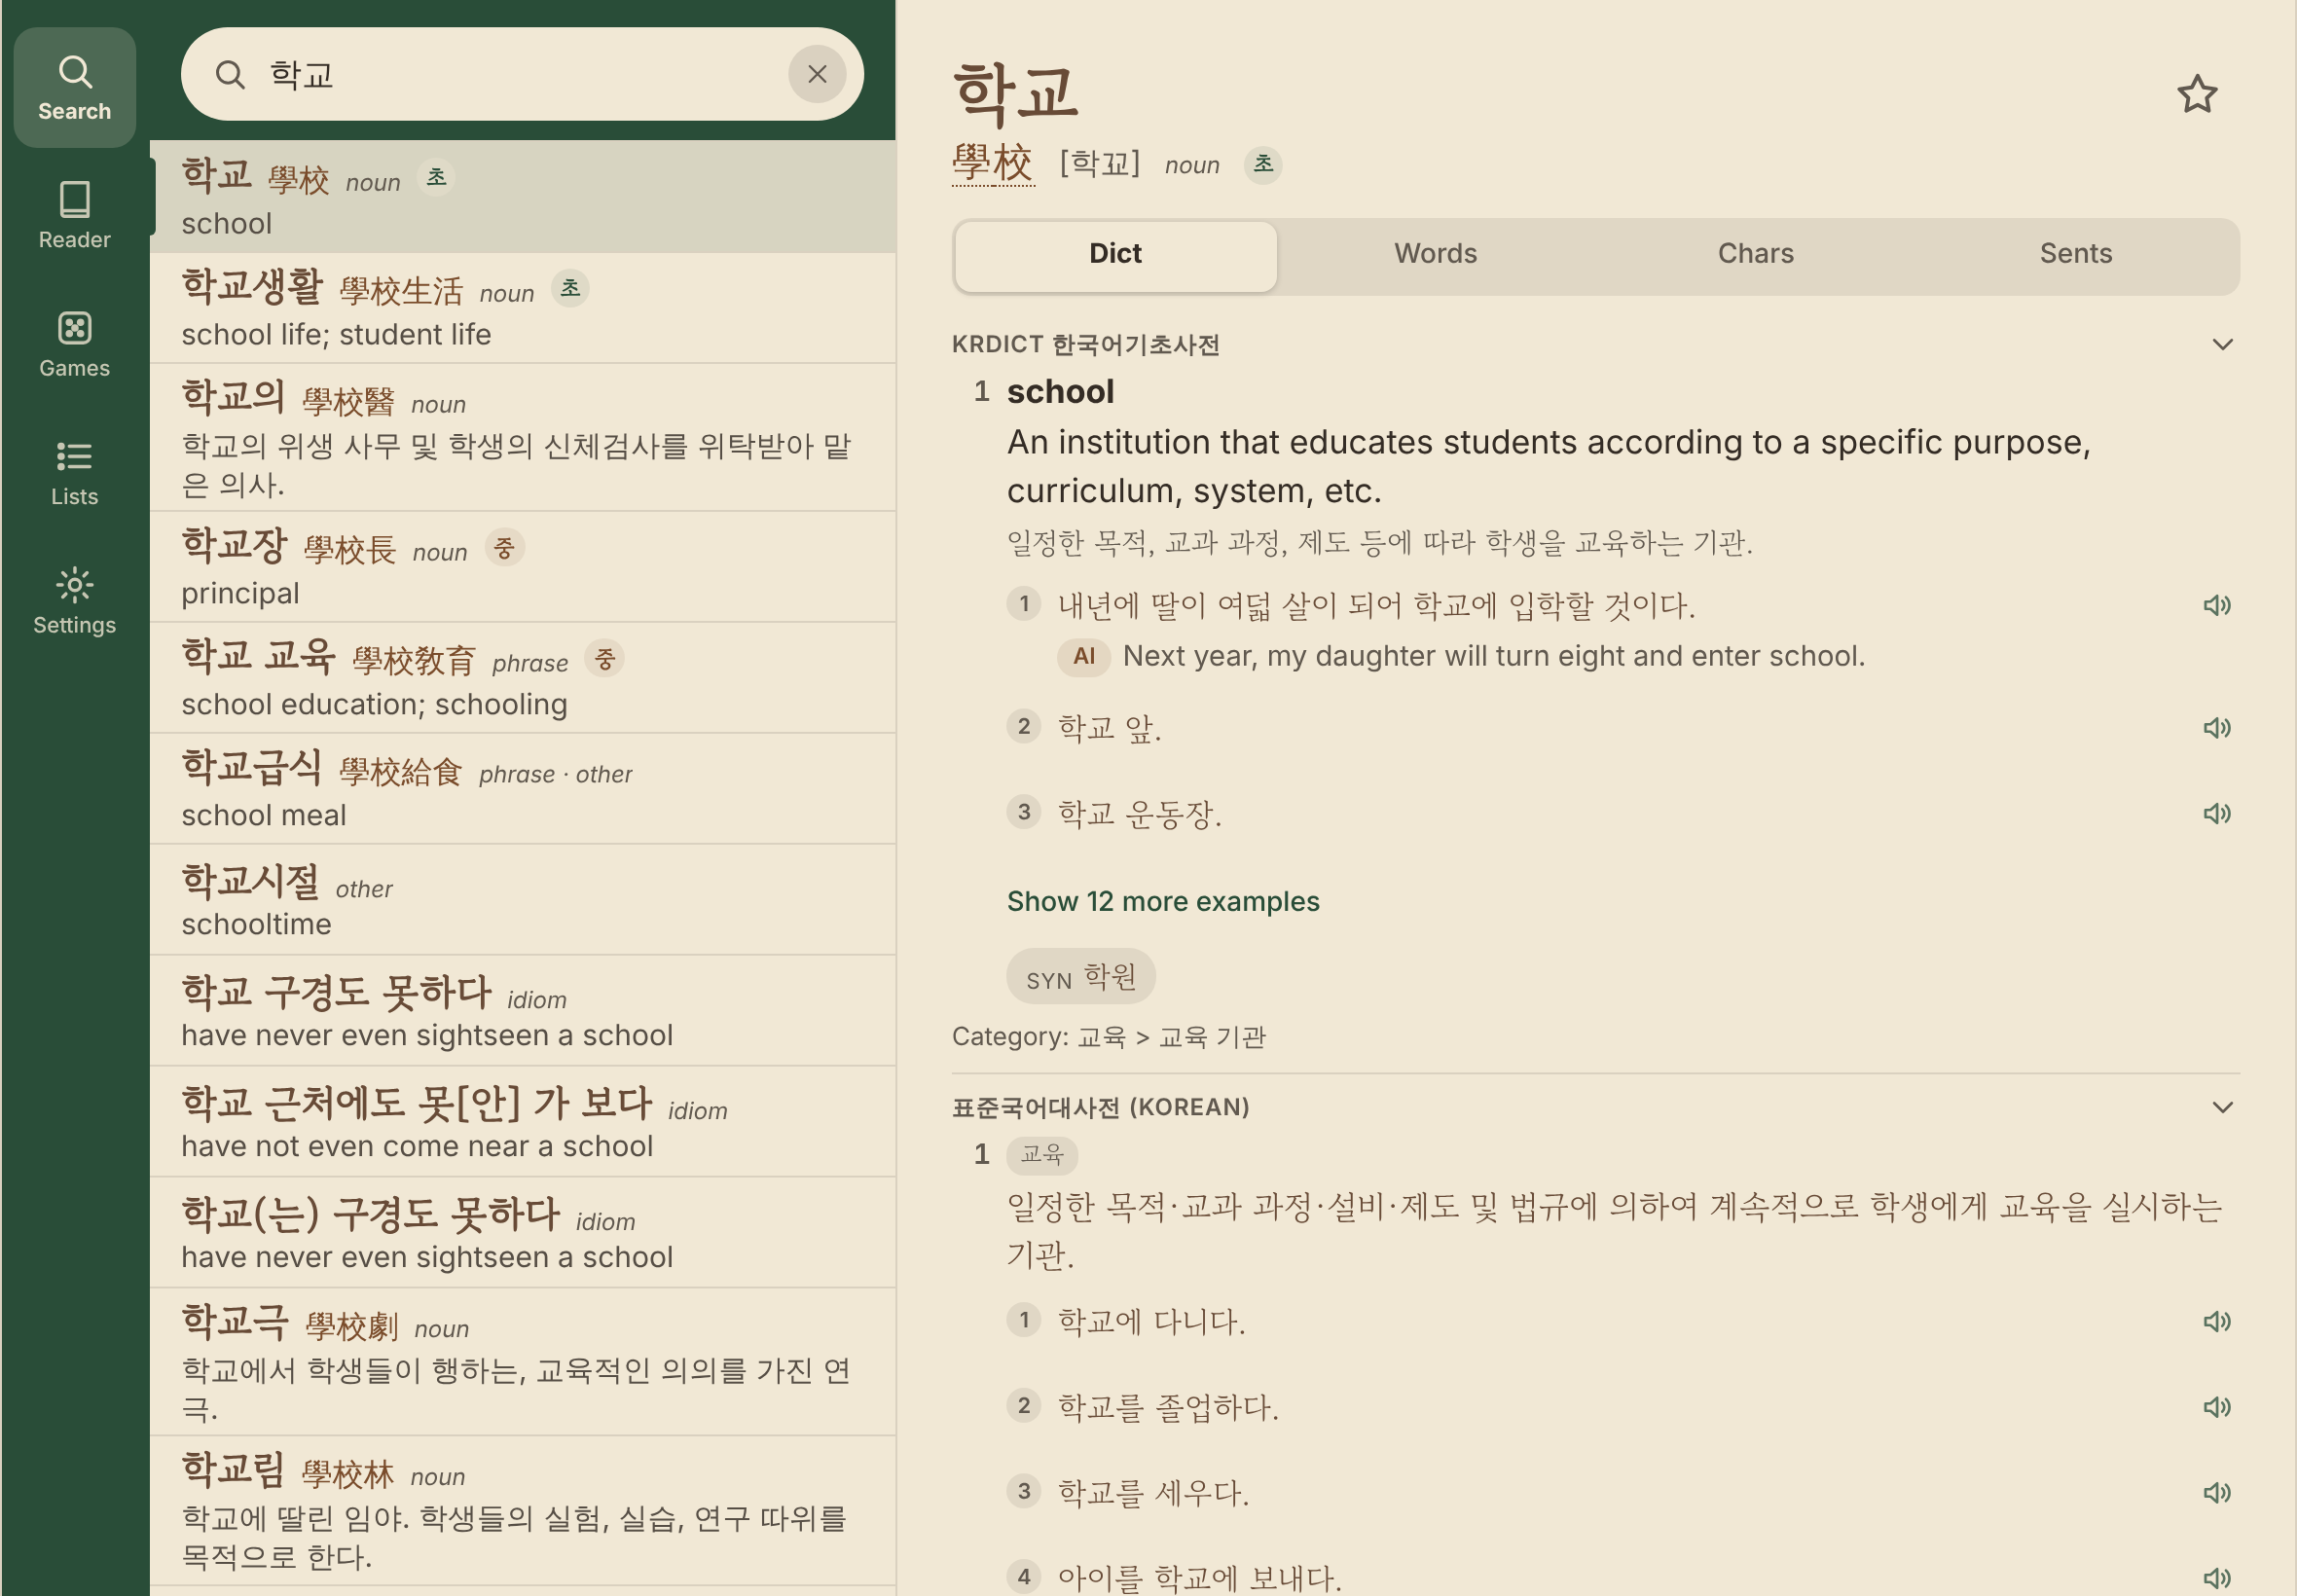 Search
Reader
Games
Lists
Settings
학교
학교 學校 noun 초
school
학교생활 學校生活 noun 초
school life; student life
학교의 學校醫 noun
학교의 위생 사무 및 학생의 신체검사를 위탁받아 맡
은 의사.
학교장 學校長 noun 중
principal
학교 교육 學校敎育 phrase 중
school education; schooling
학교급식 學校給食 phrase · other
school meal
학교시절 other
schooltime
학교 구경도 못하다 idiom
have never even sightseen a school
학교 근처에도 못[안] 가 보다 idiom
have not even come near a school
학교(는) 구경도 못하다 idiom
have never even sightseen a school
학교극 學校劇 noun
학교에서 학생들이 행하는, 교육적인 의의를 가진 연
극.
학교림 學校林 noun
학교에 딸린 임야. 학생들의 실험, 실습, 연구 따위를
목적으로 한다.
학교
學校 [학꾜] noun 초
Dict Words Chars Sents
KRDICT 한국어기초사전
1 school
An institution that educates students according to a specific purpose,
curriculum, system, etc.
일정한 목적, 교과 과정, 제도 등에 따라 학생을 교육하는 기관.
1 내년에 딸이 여덟 살이 되어 학교에 입학할 것이다.
AI Next year, my daughter will turn eight and enter school.
2 학교 앞.
3 학교 운동장.
Show 12 more examples
SYN 학원
Category: 교육 > 교육 기관
표준국어대사전 (KOREAN)
1 교육
일정한 목적·교과 과정·설비·제도 및 법규에 의하여 계속적으로 학생에게 교육을 실시하는
기관.
1 학교에 다니다.
2 학교를 졸업하다.
3 학교를 세우다.
4 아이를 학교에 보내다.